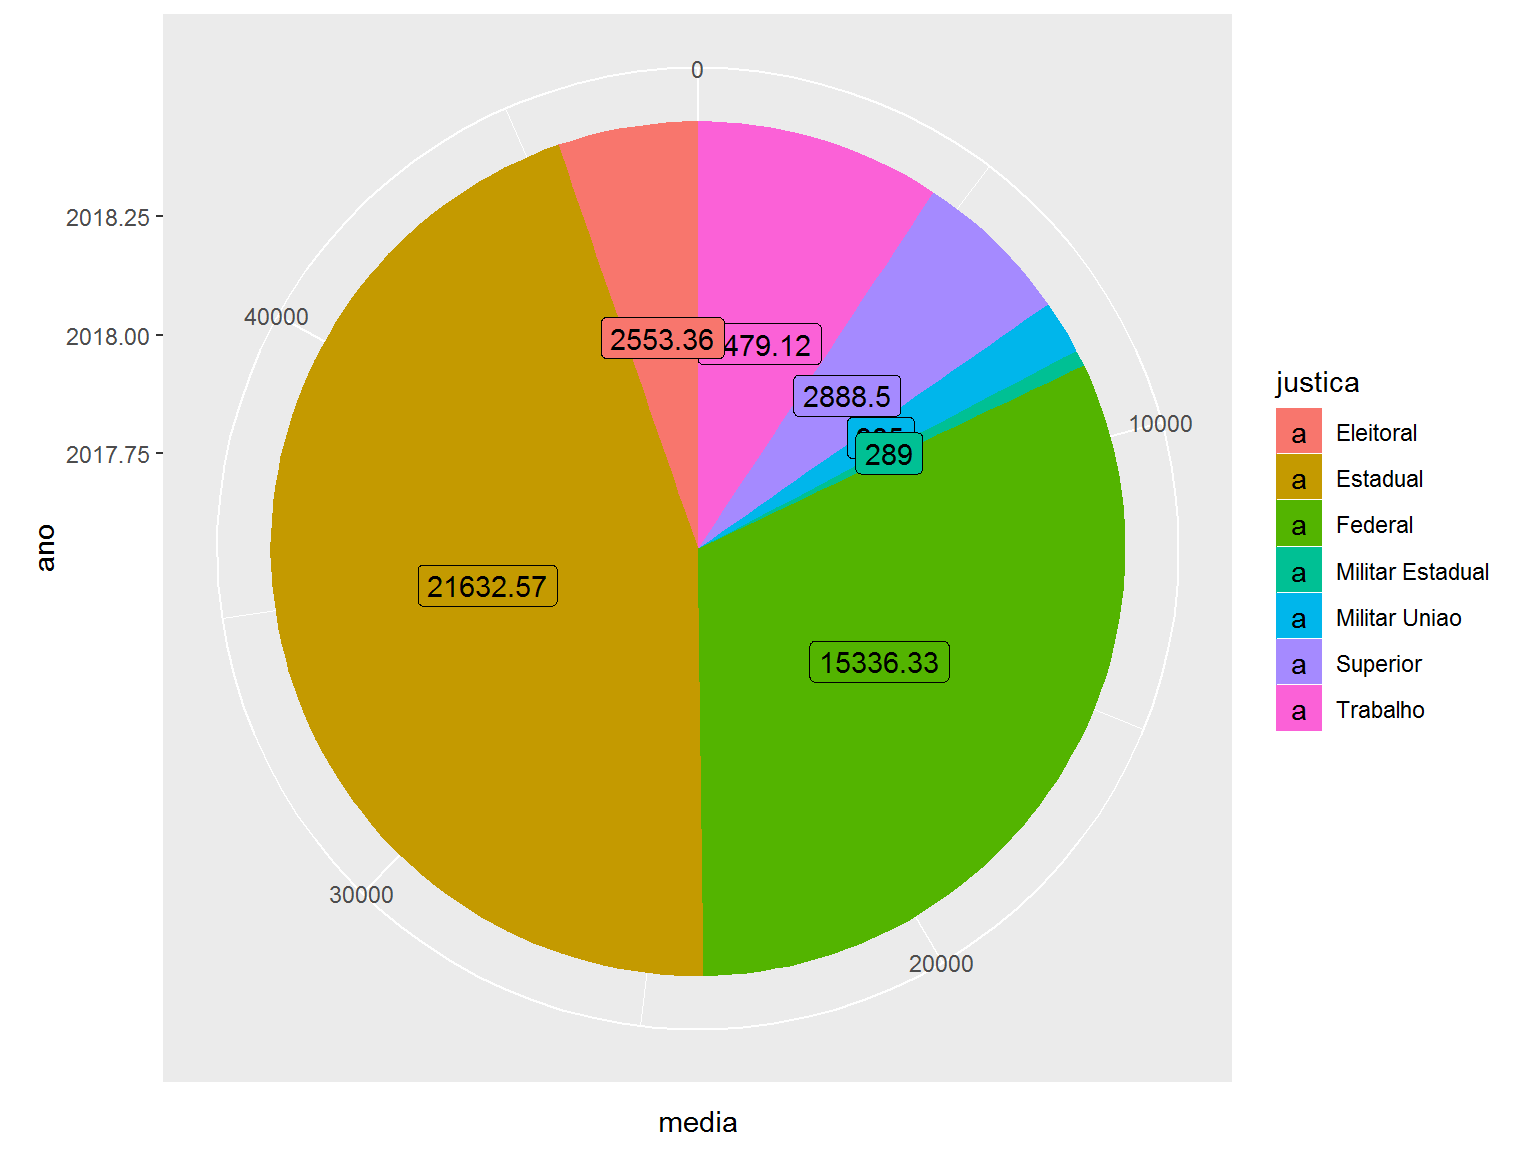 0
2018.25
40000
2018.00
2553.36
479.12
2888.5
10000
289
2017.75
ano
21632.57
15336.33
30000
20000
media
justica
a Eleitoral
a Estadual
a Federal
a Militar Estadual
a Militar Uniao
a Superior
a Trabalho